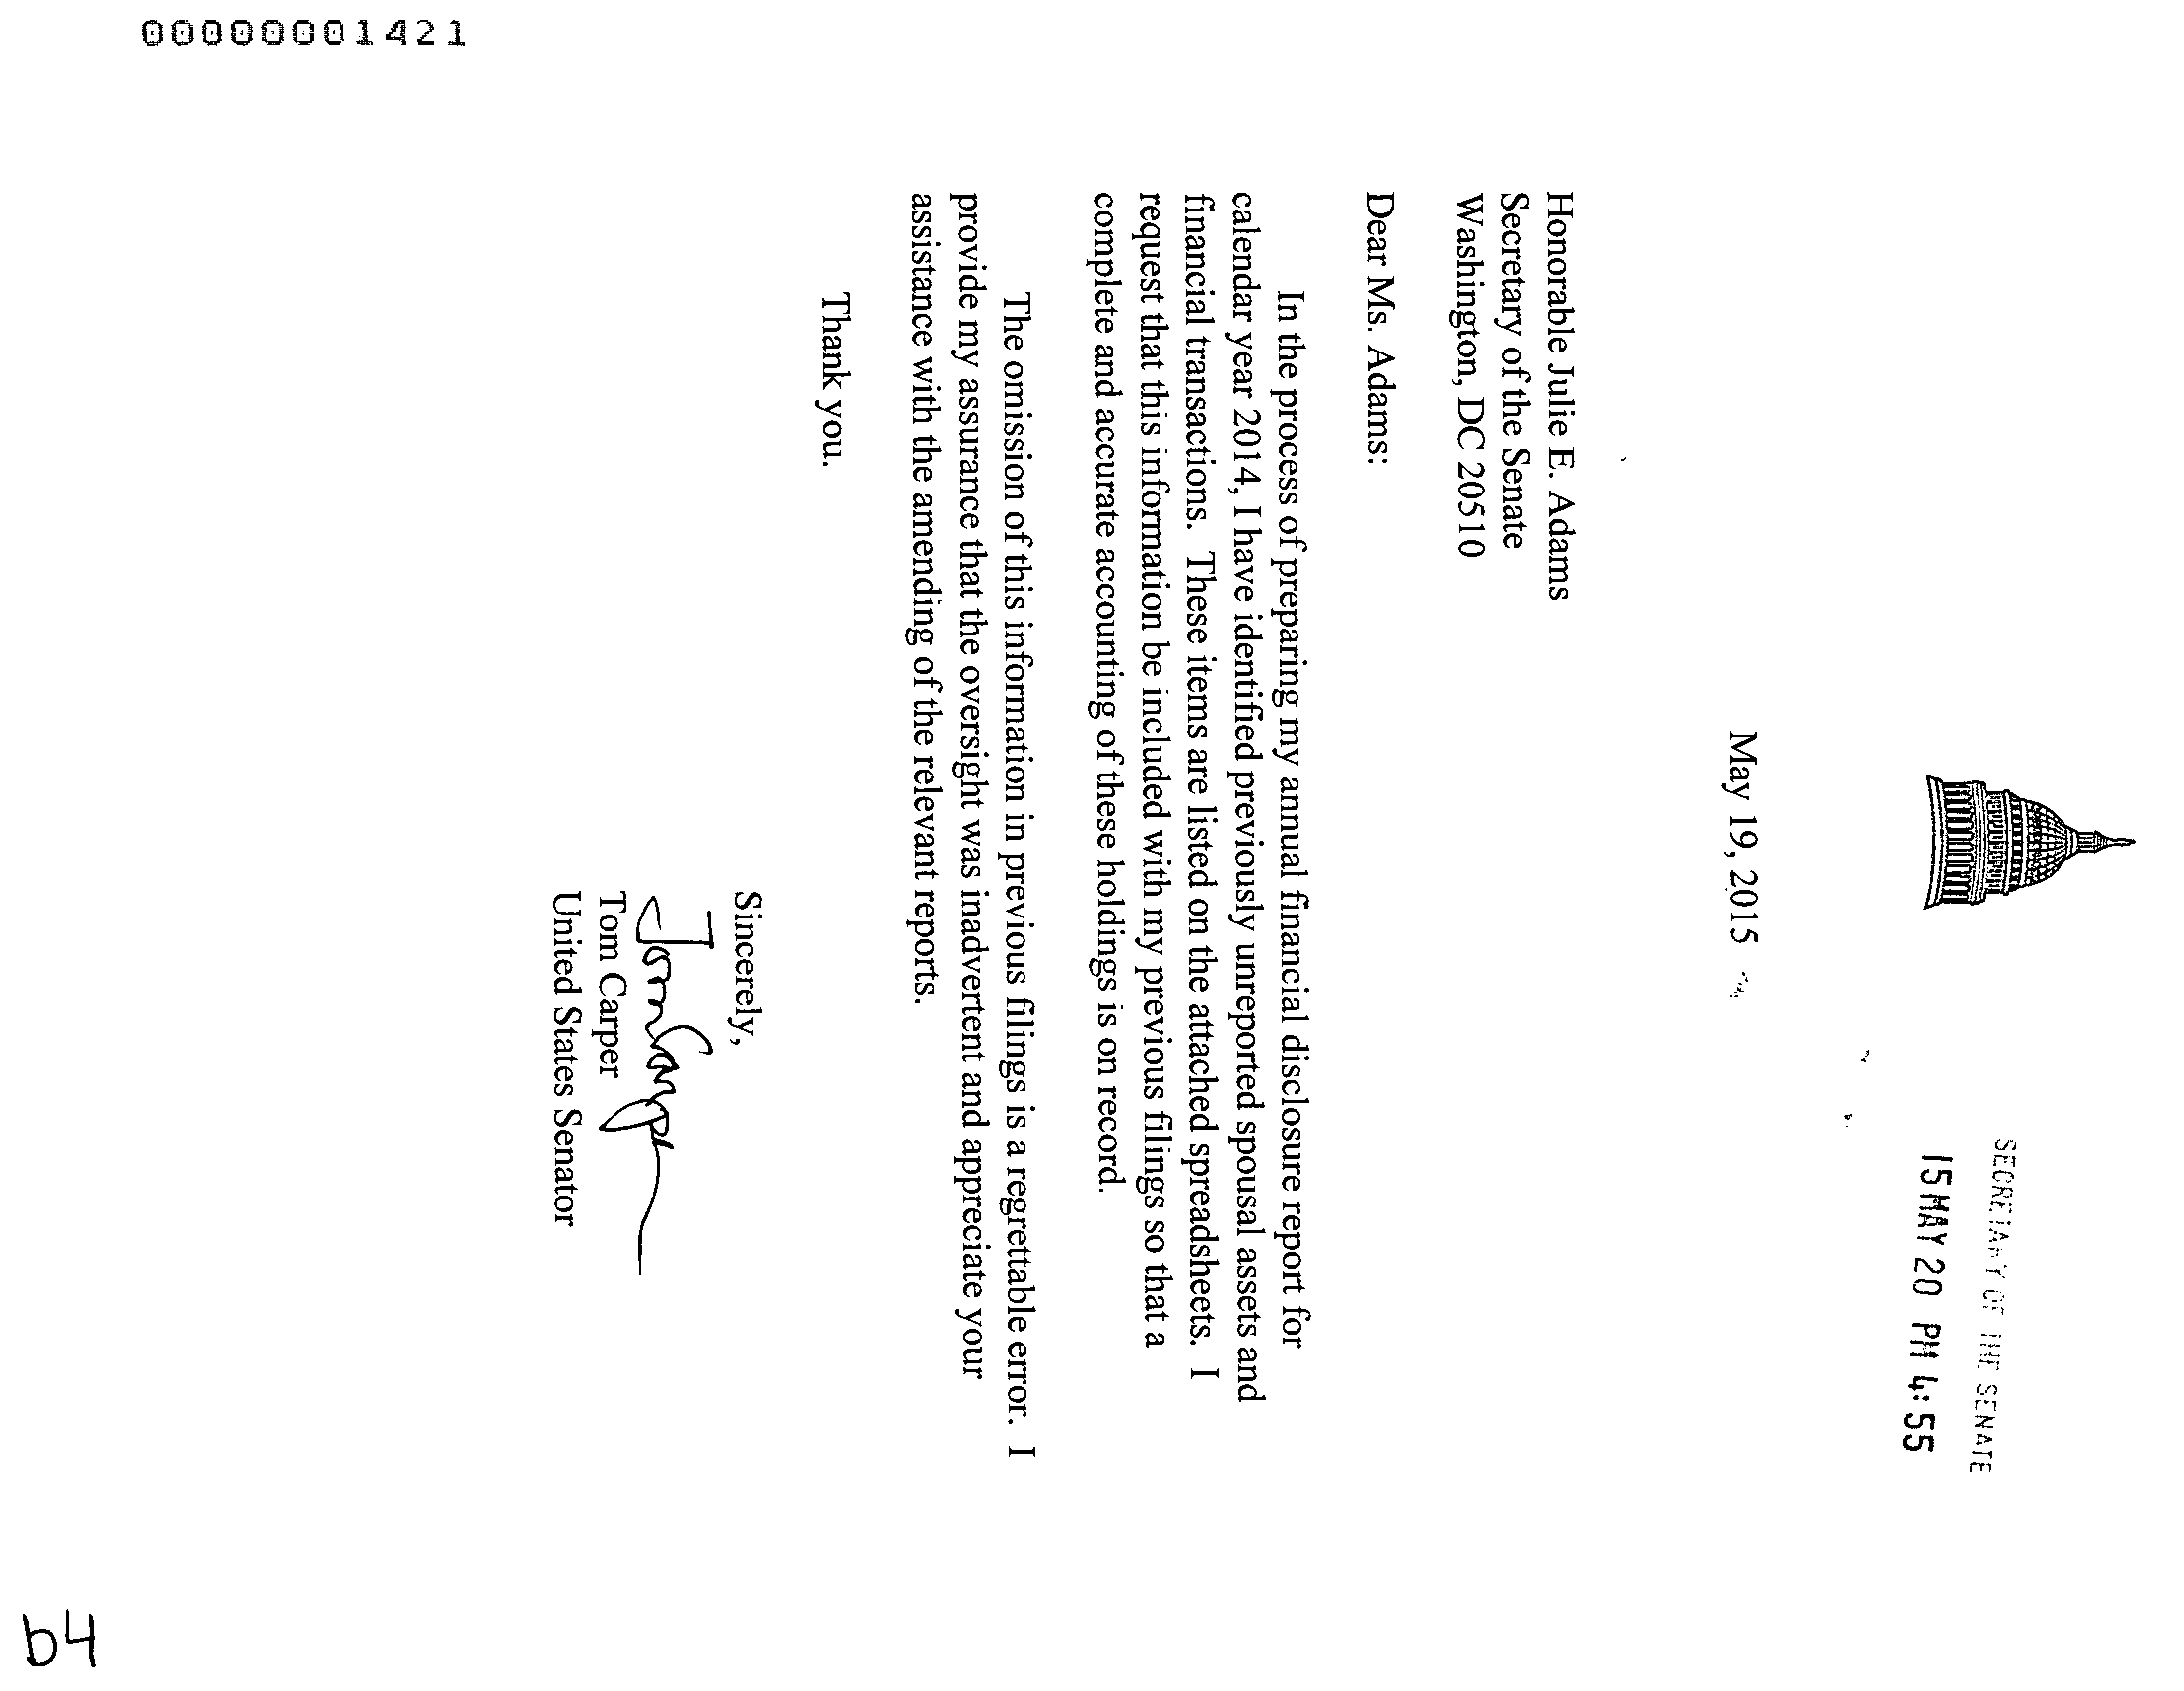 00000001421
SECRETARY OF THE SENATE
15 MAY 20 PM 4:55
May 19, 2015
Honorable Julie E. Adams
Secretary of the Senate
Washington, DC 20510
Dear Ms. Adams:
In the process of preparing my annual financial disclosure report for
calendar year 2014, I have identified previously unreported spousal assets and
financial transactions. These items are listed on the attached spreadsheets. I
request that this information be included with my previous filings so that a
complete and accurate accounting of these holdings is on record.
The omission of this information in previous filings is a regrettable error. I
provide my assurance that the oversight was inadvertent and appreciate your
assistance with the amending of the relevant reports.
Thank you.
Sincerely,
Tom Carper
Tom Carper
United States Senator
b4